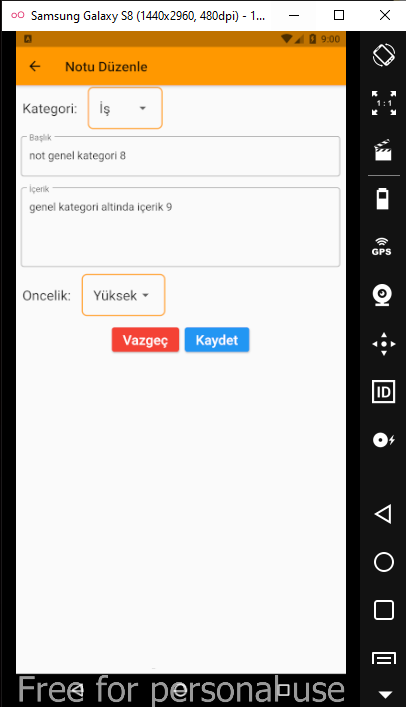 Samsung Galaxy S8 (1440x2960, 480dpi) - 1...
A
9:00
Notu Düzenle
Kategori:
İş
Başlık
not genel kategori 8
İçerik
genel kategori altinda içerik 9
Oncelik:
Yüksek
Vazgeç
Kaydet
1:1
GPS
ID
Free for personal use